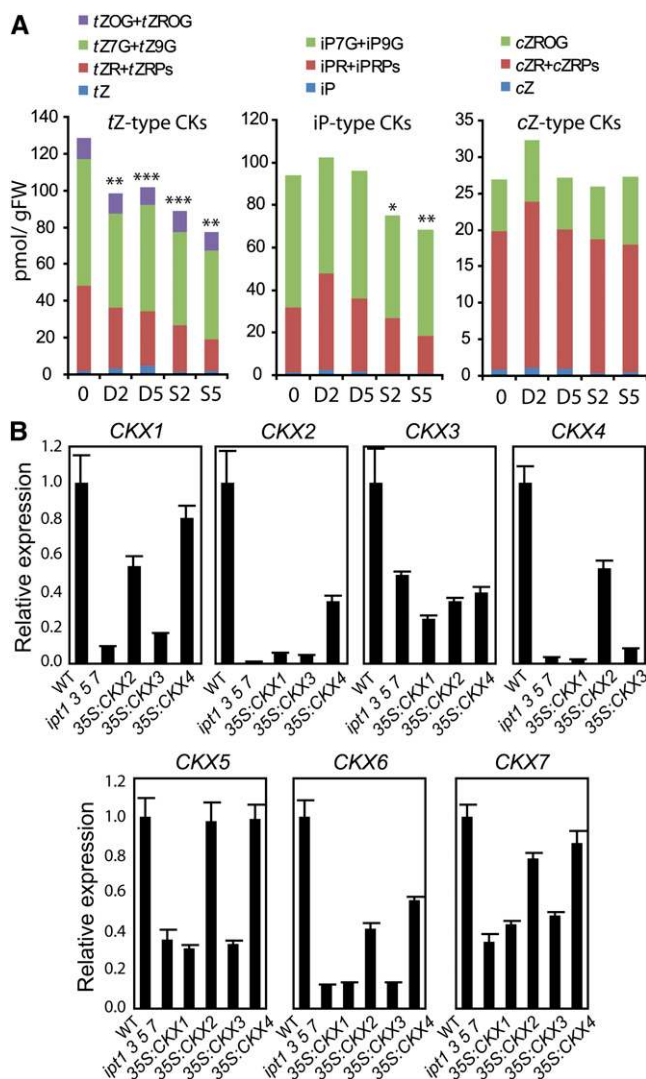 A
tZOG+tZROG
tZ7G+tZ9G
tZR+tZRPs
tZ
iP7G+iP9G
iPR+iPRPs
iP
cZROG
cZR+cZRPs
cZ
tZ-type CKs
iP-type CKs
cZ-type CKs
pmol/ gFW
140
120
100
80
60
40
20
0
** *** *** **
0 D2 D5 S2 S5
120
100
80
60
40
20
0
* **
0 D2 D5 S2 S5
35
30
25
20
15
10
5
0
0 D2 D5 S2 S5
B
CKX1 CKX2 CKX3 CKX4
Relative expression
1.2
1.0
0.8
0.6
0.4
0.2
0.0
WT ipt1 3 5 7 35S:CKX2 35S:CKX3 35S:CKX4
WT ipt1 3 5 7 35S:CKX1 35S:CKX3 35S:CKX4
WT ipt1 3 5 7 35S:CKX1 35S:CKX2 35S:CKX4
WT ipt1 3 5 7 35S:CKX1 35S:CKX2 35S:CKX3
CKX5 CKX6 CKX7
Relative expression
1.2
1.0
0.8
0.6
0.4
0.2
0.0
WT ipt1 3 5 7 35S:CKX1 35S:CKX2 35S:CKX3 35S:CKX4
WT ipt1 3 5 7 35S:CKX1 35S:CKX2 35S:CKX3 35S:CKX4
WT ipt1 3 5 7 35S:CKX1 35S:CKX2 35S:CKX3 35S:CKX4